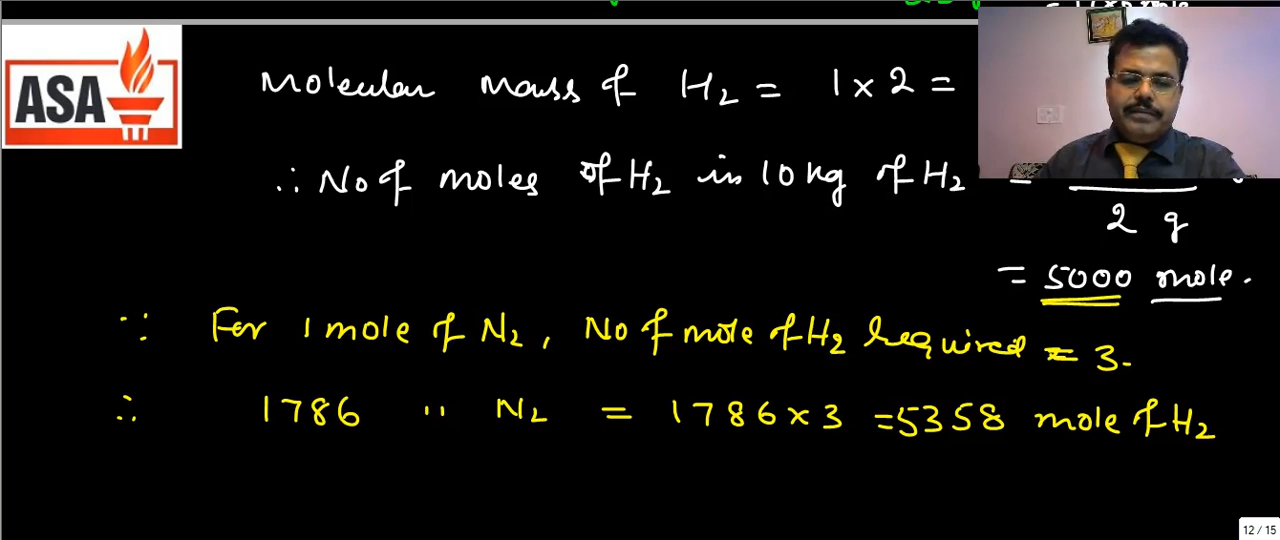 ASA
Molecular mass of H₂ = 1 × 2 =
∴ No of moles of H₂ in 10 kg of H₂ =
2 g
= 5000 mole.
∵ For 1 mole of N₂, No of mole of H₂ required = 3.
∴ 1786 " N₂ = 1786 × 3 = 5358 mole of H₂
12 / 15